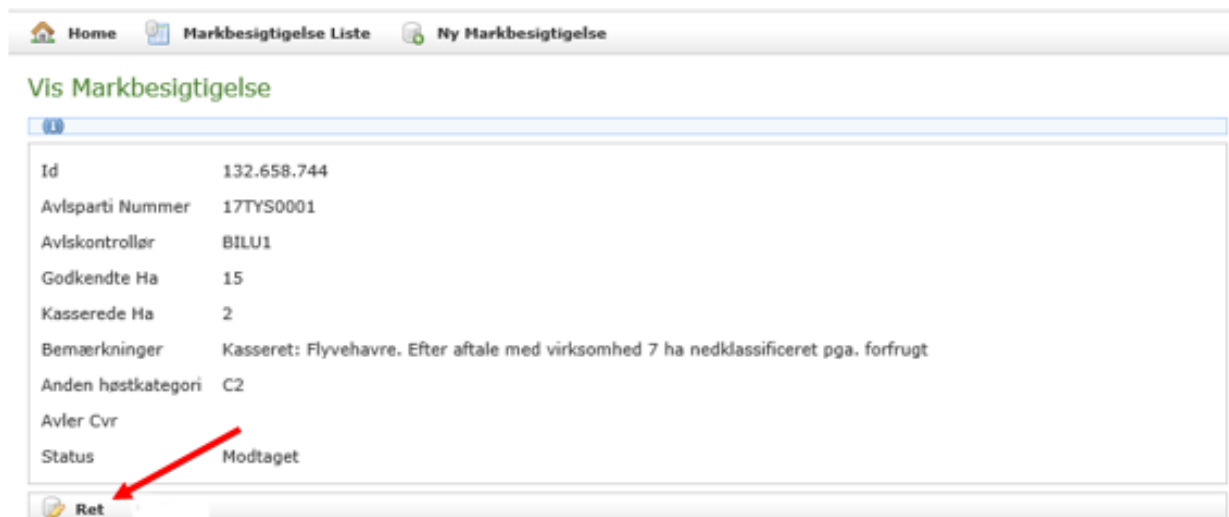 Home Markbesigtigelse Liste Ny Markbesigtigelse
Vis Markbesigtigelse
Id 132.658.744
Avlsparti Nummer 17TYS0001
Avlskontrollør BILU1
Godkendte Ha 15
Kasserede Ha 2
Bemærkninger Kasseret: Flyvehavre. Efter aftale med virksomhed 7 ha nedklassificeret pga. forfrugt
Anden høstkategori C2
Avler Cvr
Status Modtaget
Ret